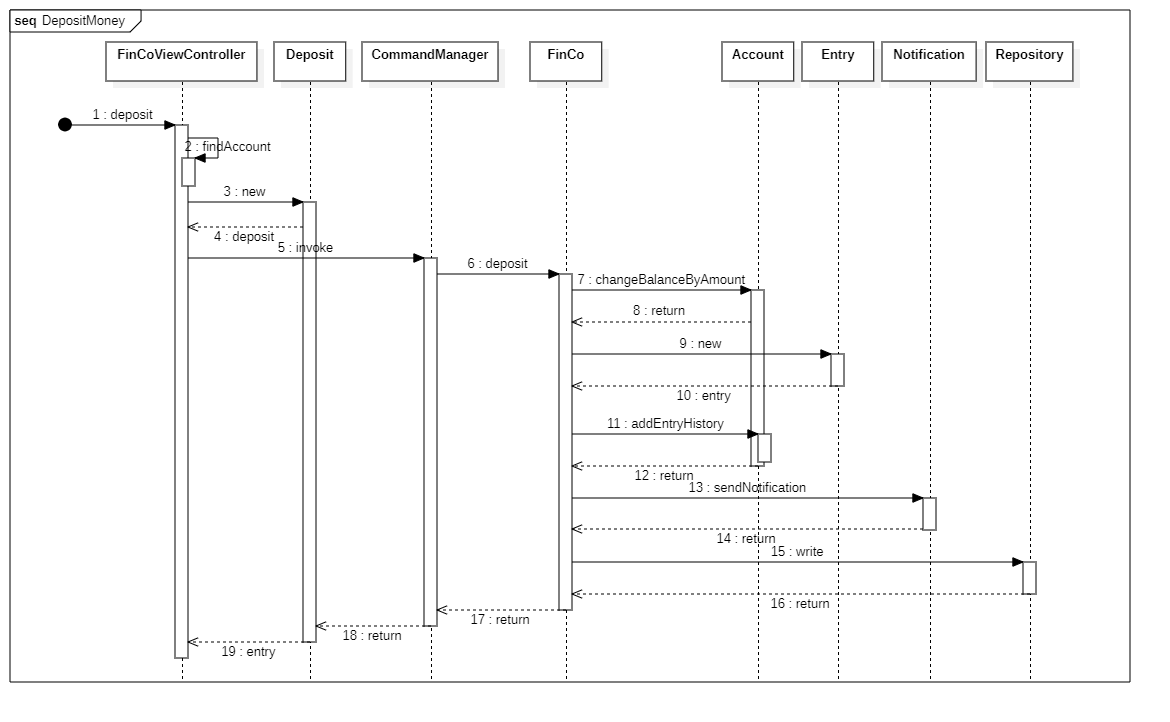 seq DepositMoney
FinCoViewController
Deposit
CommandManager
FinCo
Account
Entry
Notification
Repository
1 : deposit
2 : findAccount
3 : new
4 : deposit
5 : invoke
6 : deposit
7 : changeBalanceByAmount
8 : return
9 : new
10 : entry
11 : addEntryHistory
12 : return
13 : sendNotification
14 : return
15 : write
16 : return
17 : return
18 : return
19 : entry